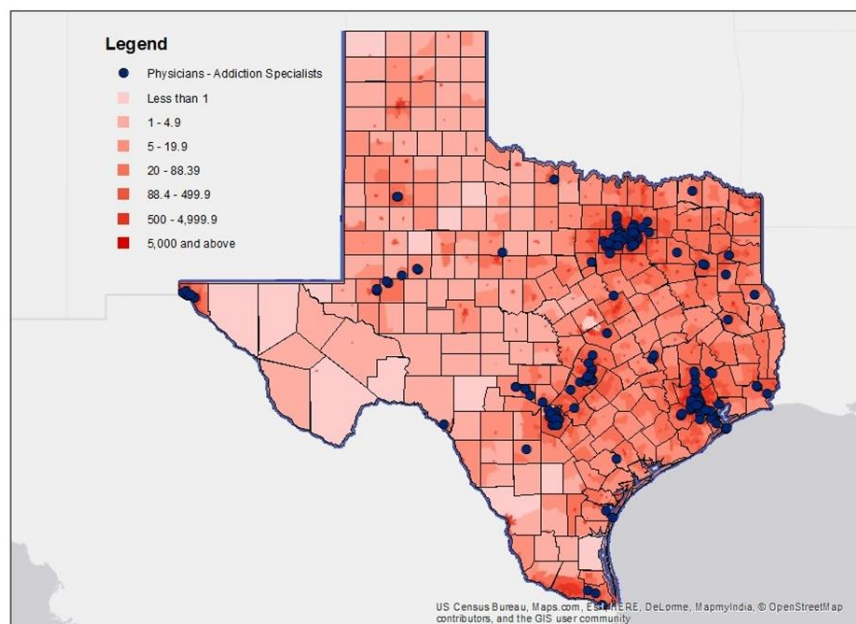 Legend
Physicians - Addiction Specialists
Less than 1
1 - 4.9
5 - 19.9
20 - 88.39
88.4 - 499.9
500 - 4,999.9
5,000 and above
US Census Bureau, Maps.com, HERE, DeLorme, MapmyIndia, © OpenStreetMap
contributors, and the GIS user community